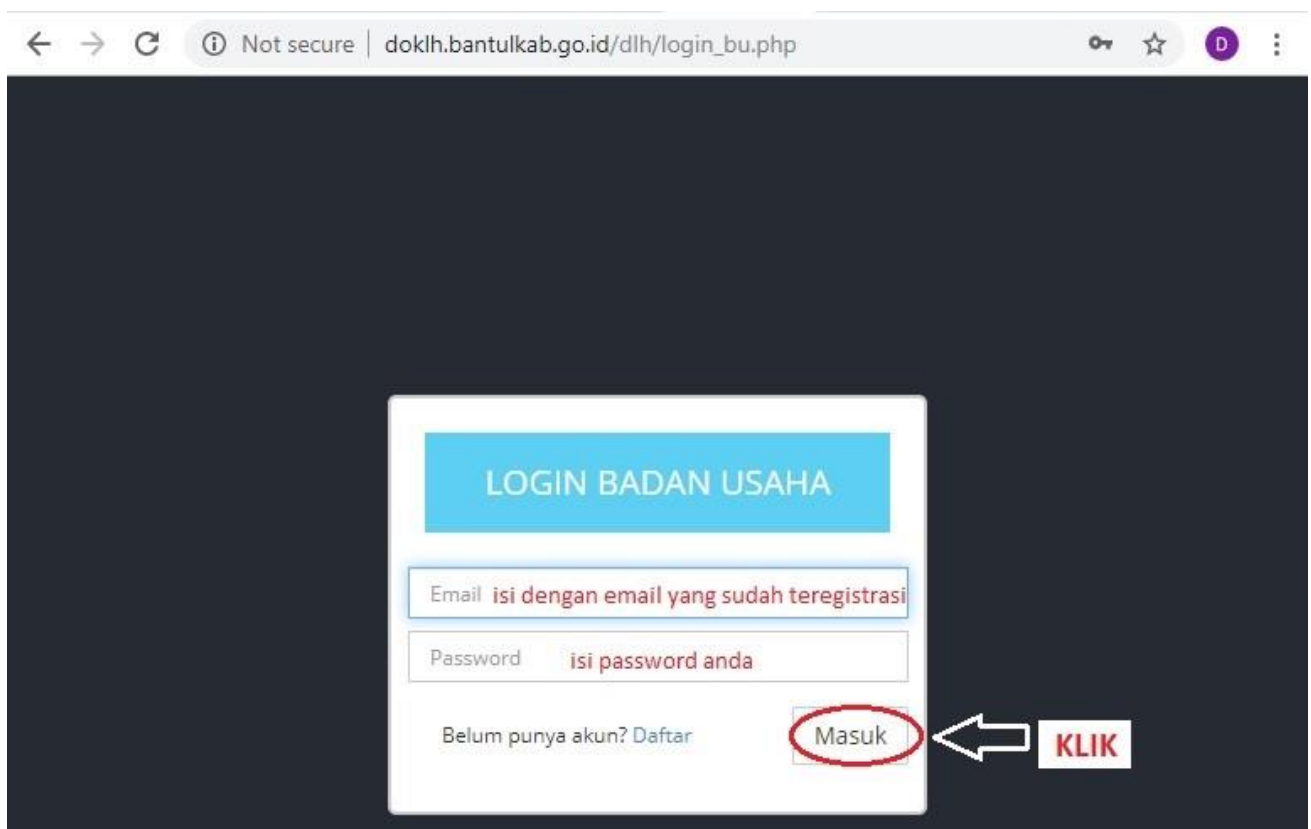 Not secure | doklh.bantulkab.go.id/dlh/login_bu.php D
LOGIN BADAN USAHA
Email isi dengan email yang sudah teregistrasi
Password isi password anda
Belum punya akun? Daftar Masuk KLIK